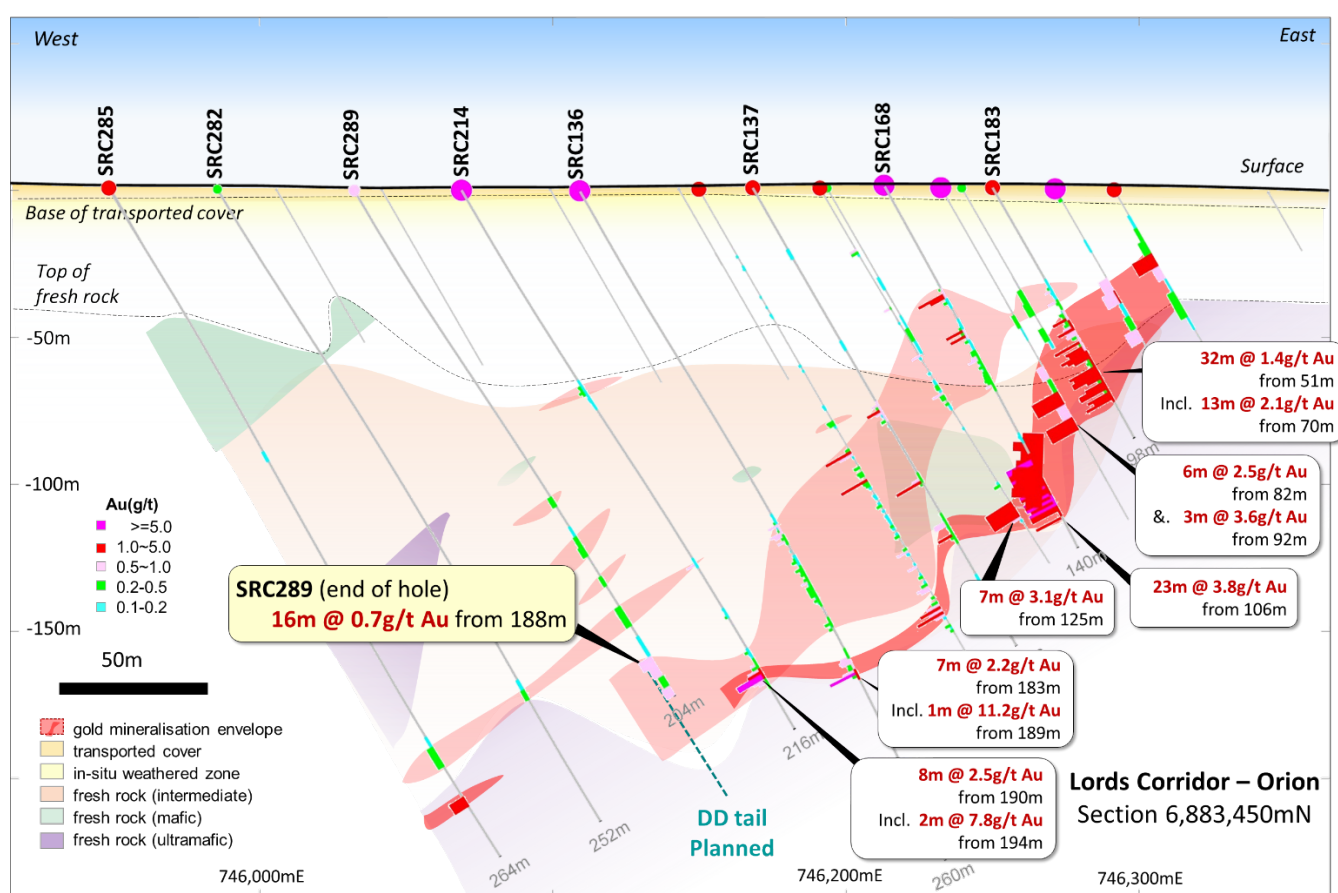 West
East
SRC285
SRC282
SRC289
SRC214
SRC136
SRC137
SRC168
SRC183
Surface
Base of transported cover
Top of
fresh rock
-50m
-100m
-150m
Au(g/t)
>=5.0
1.0~5.0
0.5~1.0
0.2-0.5
0.1-0.2
50m
gold mineralisation envelope
transported cover
in-situ weathered zone
fresh rock (intermediate)
fresh rock (mafic)
fresh rock (ultramafic)
SRC289 (end of hole)
16m @ 0.7g/t Au from 188m
32m @ 1.4g/t Au
from 51m
Incl. 13m @ 2.1g/t Au
from 70m
98m
6m @ 2.5g/t Au
from 82m
&. 3m @ 3.6g/t Au
from 92m
140m
23m @ 3.8g/t Au
from 106m
7m @ 3.1g/t Au
from 125m
7m @ 2.2g/t Au
from 183m
Incl. 1m @ 11.2g/t Au
from 189m
8m @ 2.5g/t Au
from 190m
Incl. 2m @ 7.8g/t Au
from 194m
204m
216m
252m
264m
260m
DD tail
Planned
Lords Corridor – Orion
Section 6,883,450mN
746,000mE
746,200mE
746,300mE